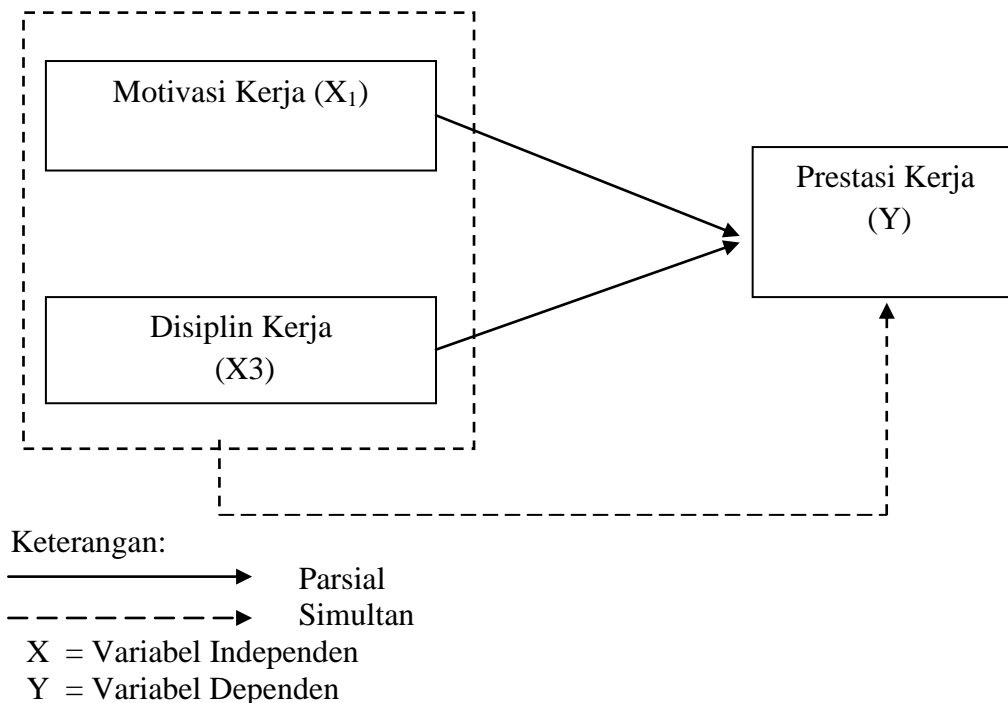 Motivasi Kerja (X₁)
Prestasi Kerja
(Y)
Disiplin Kerja
(X3)
Keterangan:
Parsial
Simultan
X = Variabel Independen
Y = Variabel Dependen